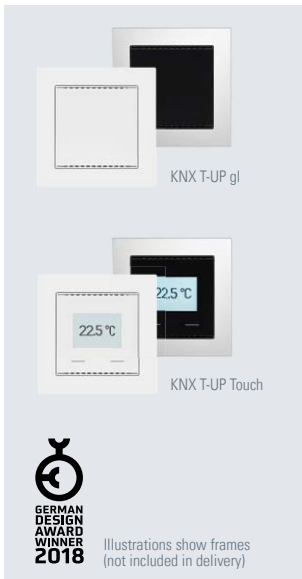 KNX T-UP gl
22.5 °C
22.5 °C
KNX T-UP Touch
GERMAN
DESIGN
AWARD
WINNER
2018
Illustrations show frames
(not included in delivery)